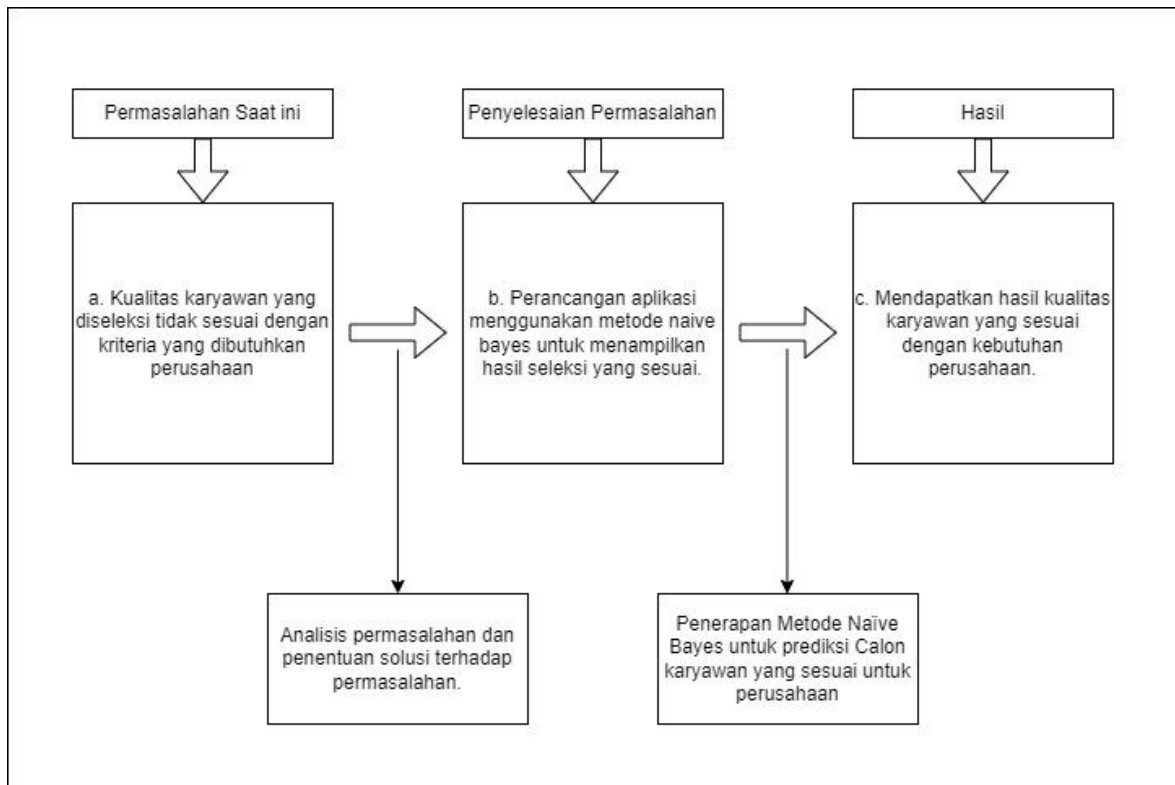 Permasalahan Saat ini
Penyelesaian Permasalahan
Hasil
a. Kualitas karyawan yang
diseleksi tidak sesuai dengan
kriteria yang dibutuhkan
perusahaan
b. Perancangan aplikasi
menggunakan metode naive
bayes untuk menampilkan
hasil seleksi yang sesuai.
c. Mendapatkan hasil kualitas
karyawan yang sesuai
dengan kebutuhan
perusahaan.
Analisis permasalahan dan
penentuan solusi terhadap
permasalahan.
Penerapan Metode Naïve
Bayes untuk prediksi Calon
karyawan yang sesuai untuk
perusahaan